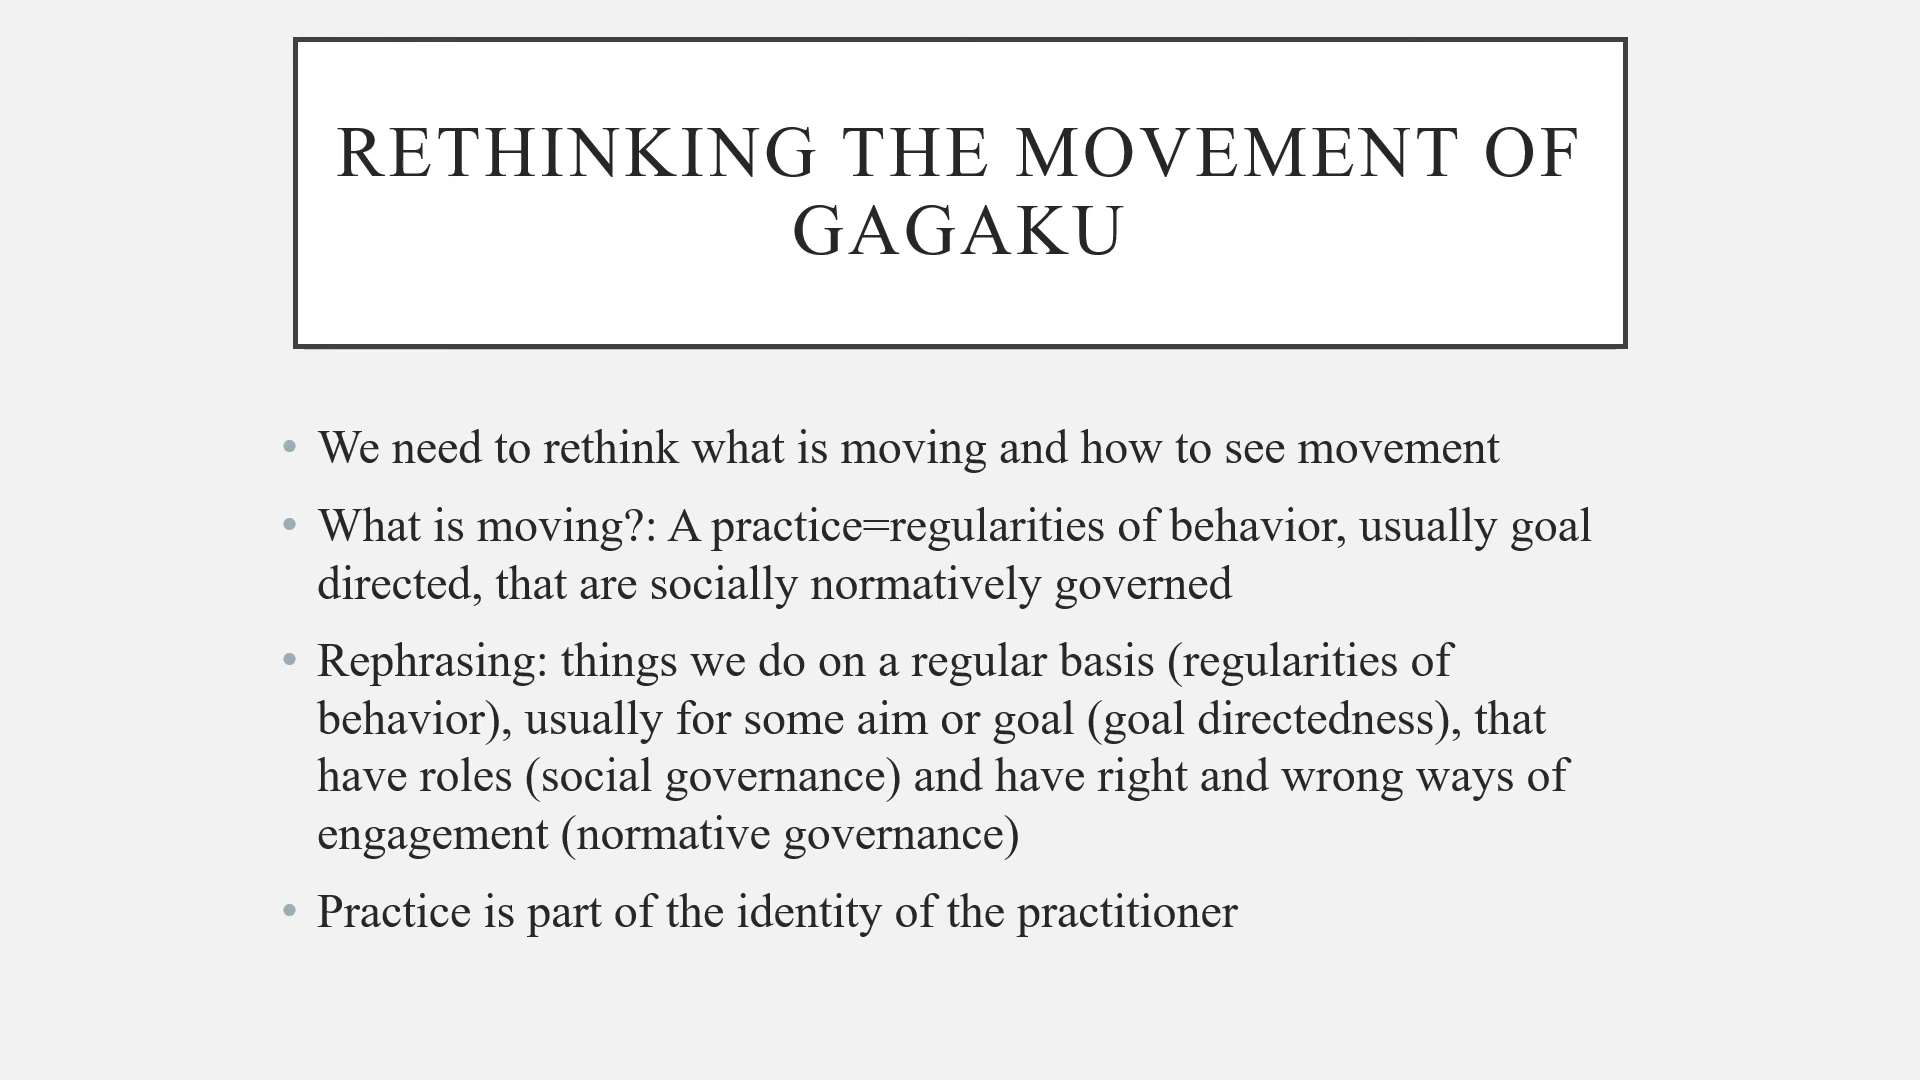 RETHINKING THE MOVEMENT OF
GAGAKU
• We need to rethink what is moving and how to see movement
• What is moving?: A practice=regularities of behavior, usually goal
directed, that are socially normatively governed
• Rephrasing: things we do on a regular basis (regularities of
behavior), usually for some aim or goal (goal directedness), that
have roles (social governance) and have right and wrong ways of
engagement (normative governance)
• Practice is part of the identity of the practitioner